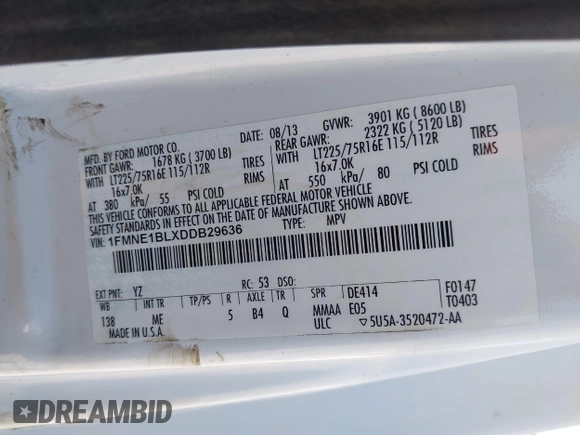 MFD. BY FORD MOTOR CO.
DATE: 08/13 GVWR: 3901 KG ( 8600 LB)
FRONT GAWR: 1678 KG ( 3700 LB) REAR GAWR: 2322 KG ( 5120 LB)
WITH LT225/75R16E 115/112R TIRES WITH LT225/75R16E 115/112R TIRES
16x7.0K RIMS 16x7.0K RIMS
AT 380 kPa/ 55 PSI COLD AT 550 kPa/ 80 PSI COLD
THIS VEHICLE CONFORMS TO ALL APPLICABLE FEDERAL MOTOR VEHICLE
SAFETY STANDARDS IN EFFECT ON THE DATE OF MANUFACTURE SHOWN ABOVE.
VIN: 1FMNE1BLXDDB29636 TYPE: MPV
EXT PNT: YZ RC: 53 DSO:
WB INT TR TP/PS R AXLE TR SPR DE414 F0147
138 ME 5 B4 Q MMAA E05 T0403
MADE IN U.S.A. ULC ▽5U5A-3520472-AA
DREAMBID